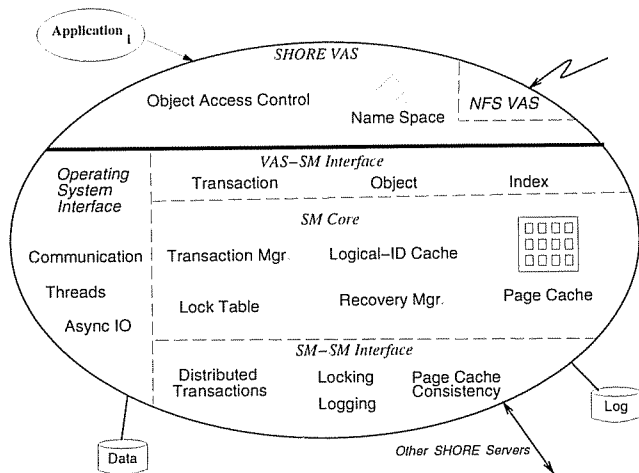 Application i
SHORE VAS
Object Access Control
Name Space
NFS VAS
VAS-SM Interface
Operating
System
Interface
Transaction
Object
Index
SM Core
Communication
Transaction Mgr.
Logical-ID Cache
Threads
Lock Table
Recovery Mgr.
Page Cache
Async IO
SM-SM Interface
Distributed
Transactions
Locking
Logging
Page Cache
Consistency
Data
Log
Other SHORE Servers